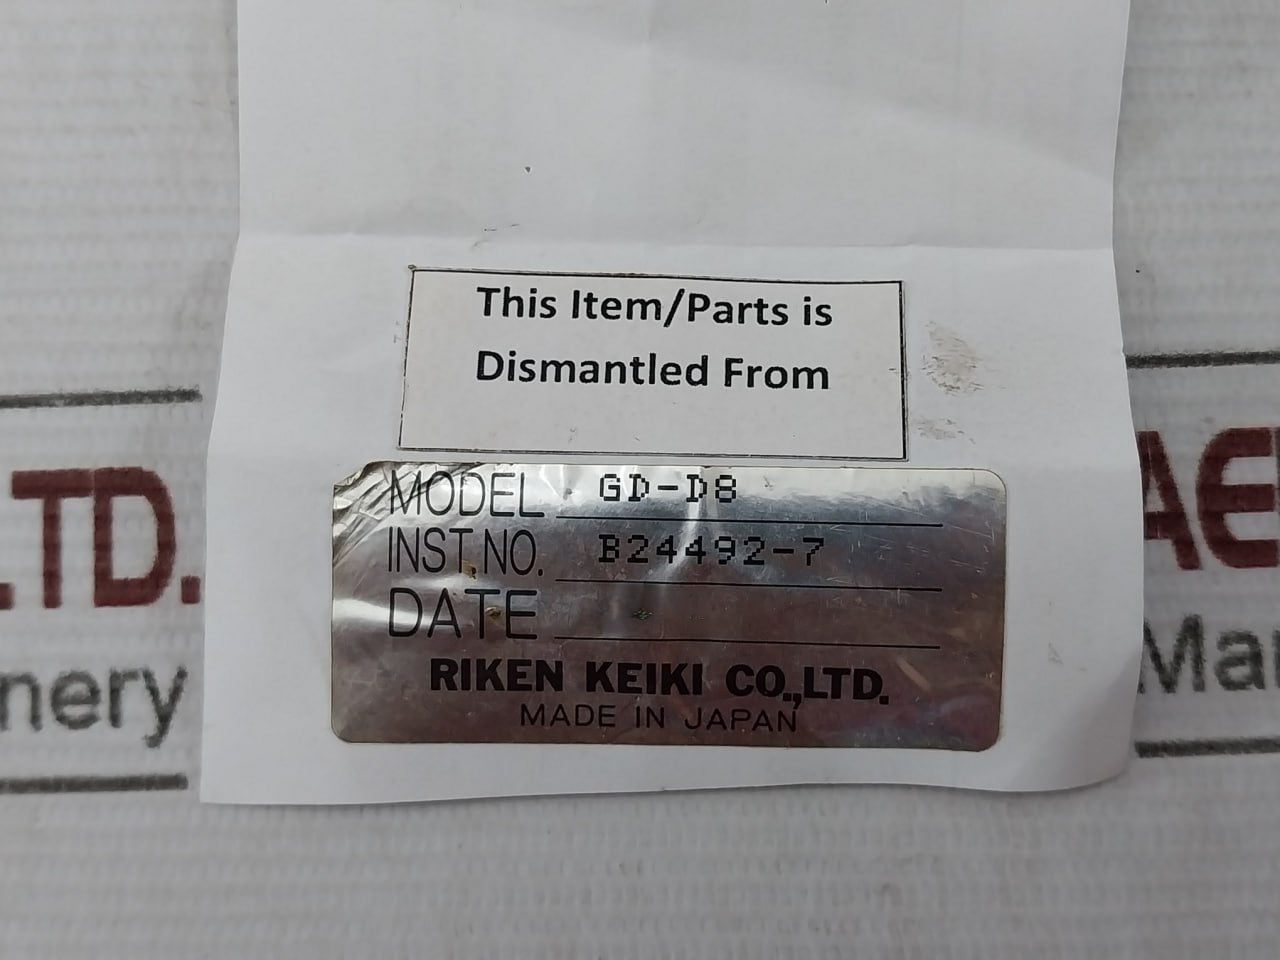 This Item/Parts is
Dismantled From
MODEL GD-D8
INST.NO. B24492-7
DATE
RIKEN KEIKI CO.,LTD.
MADE IN JAPAN
LTD.
nery
AE
Mar